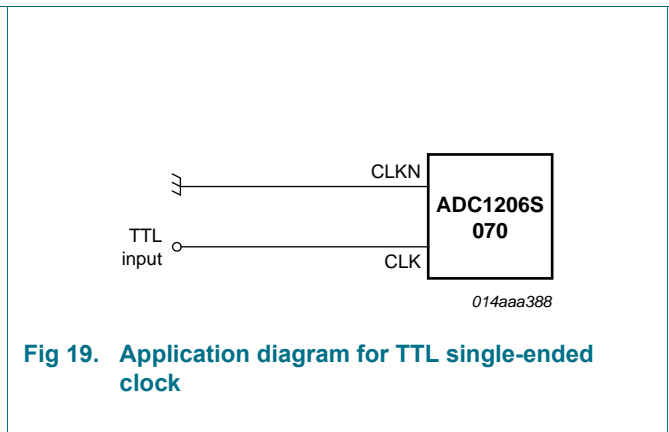 CLKN
ADC1206S
070
TTL
input
CLK
014aaa388
Fig 19. Application diagram for TTL single-ended
clock